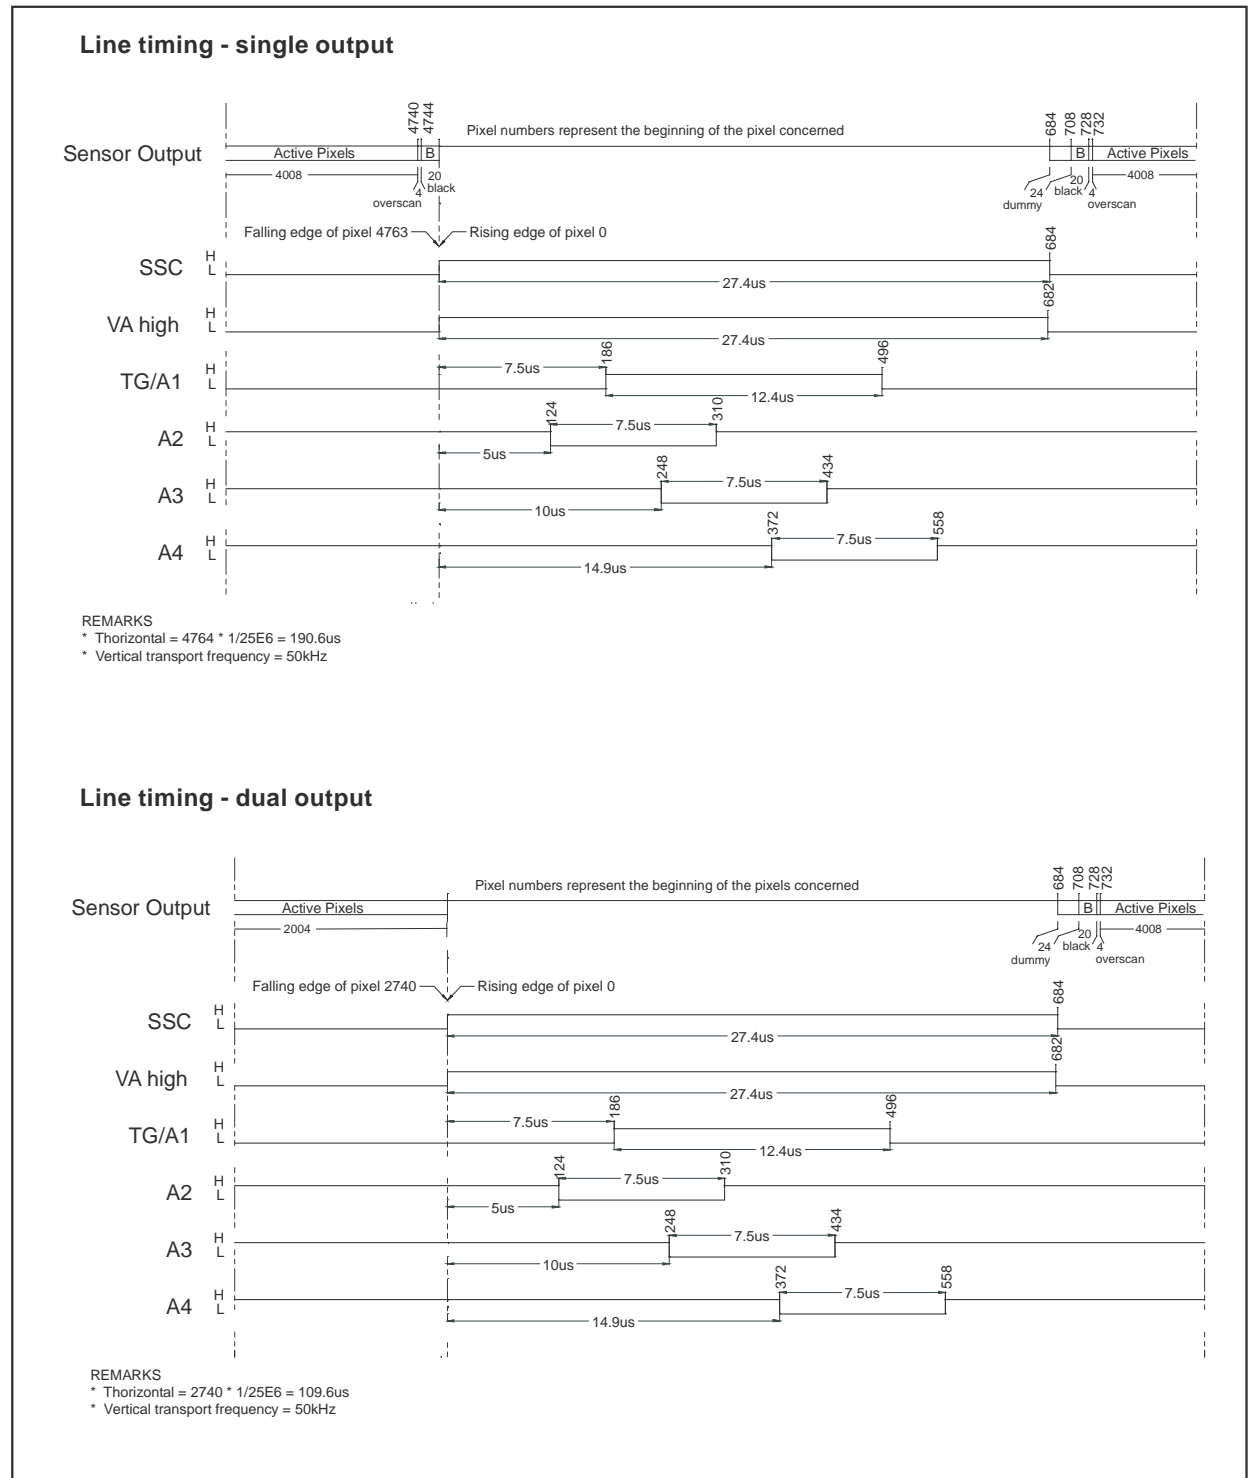 Line timing - single output
4740
4744
684
708
728
732
Pixel numbers represent the beginning of the pixel concerned
Sensor Output
Active Pixels
B
B
Active Pixels
4008
4
20
black
overscan
24
dummy
20
black
4
overscan
4008
Falling edge of pixel 4763
Rising edge of pixel 0
684
SSC
H
L
27.4us
682
VA high
H
L
27.4us
186
496
TG/A1
H
L
7.5us
12.4us
124
310
A2
H
L
7.5us
5us
248
434
A3
H
L
7.5us
10us
372
558
A4
H
L
7.5us
14.9us
REMARKS
* Thorizontal = 4764 * 1/25E6 = 190.6us
* Vertical transport frequency = 50kHz
Line timing - dual output
684
708
728
732
Pixel numbers represent the beginning of the pixels concerned
Sensor Output
Active Pixels
B
Active Pixels
2004
24
dummy
20
black
4
overscan
4008
Falling edge of pixel 2740
Rising edge of pixel 0
684
SSC
H
L
27.4us
682
VA high
H
L
27.4us
186
496
TG/A1
H
L
7.5us
12.4us
124
310
A2
H
L
7.5us
5us
248
434
A3
H
L
7.5us
10us
372
558
A4
H
L
7.5us
14.9us
REMARKS
* Thorizontal = 2740 * 1/25E6 = 109.6us
* Vertical transport frequency = 50kHz